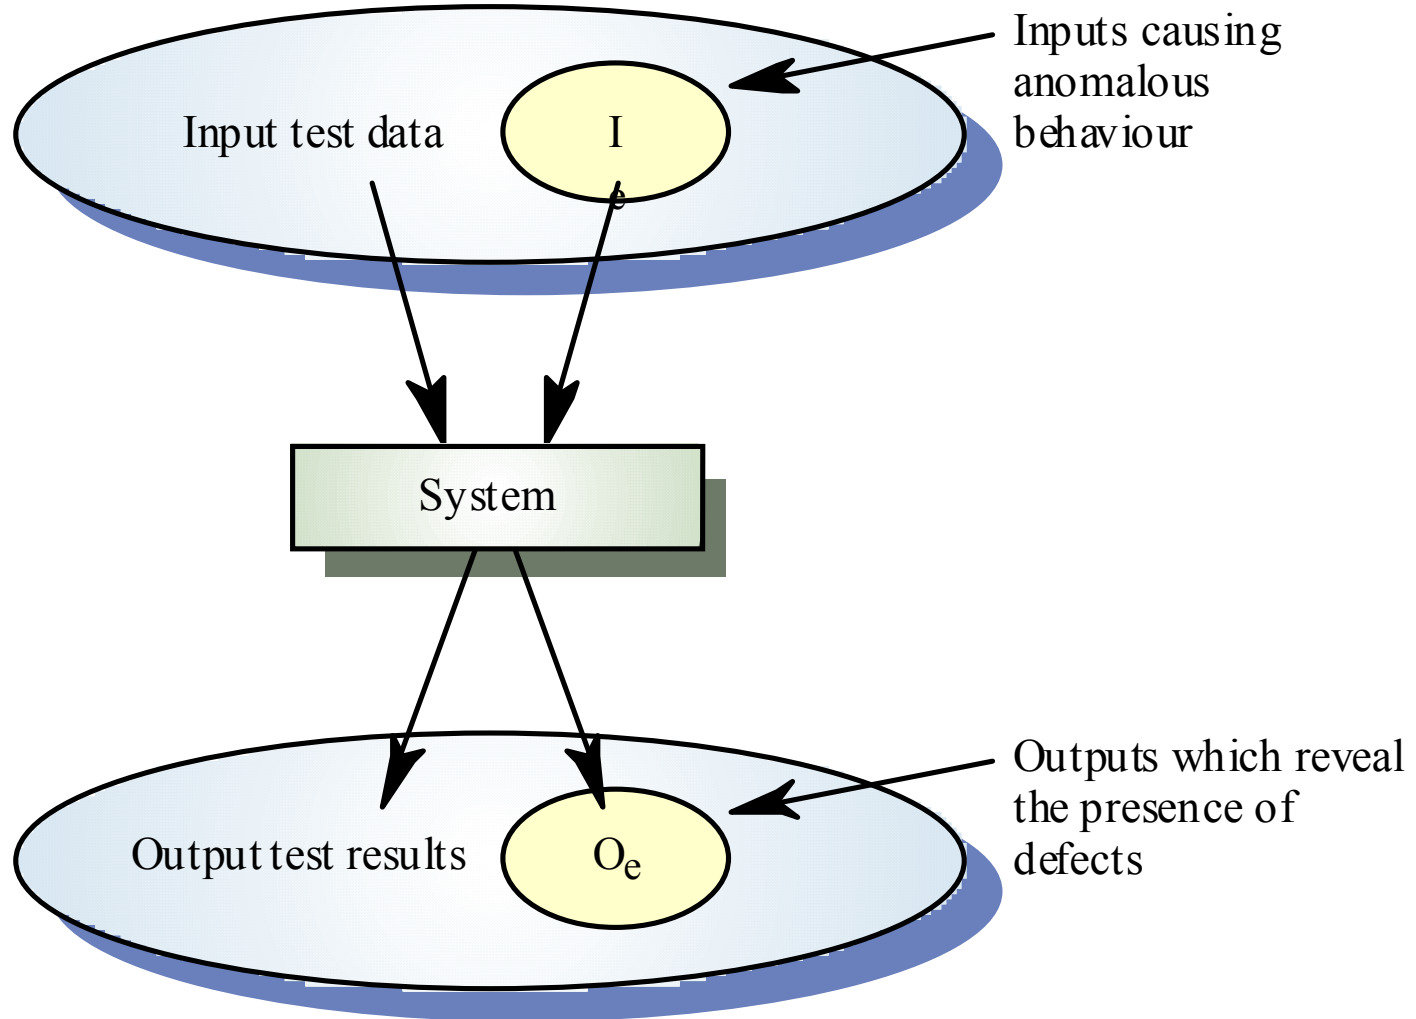 Inputs causing
anomalous
behaviour
Input test data
I
e
System
Outputs which reveal
the presence of
defects
Output test results
Oe